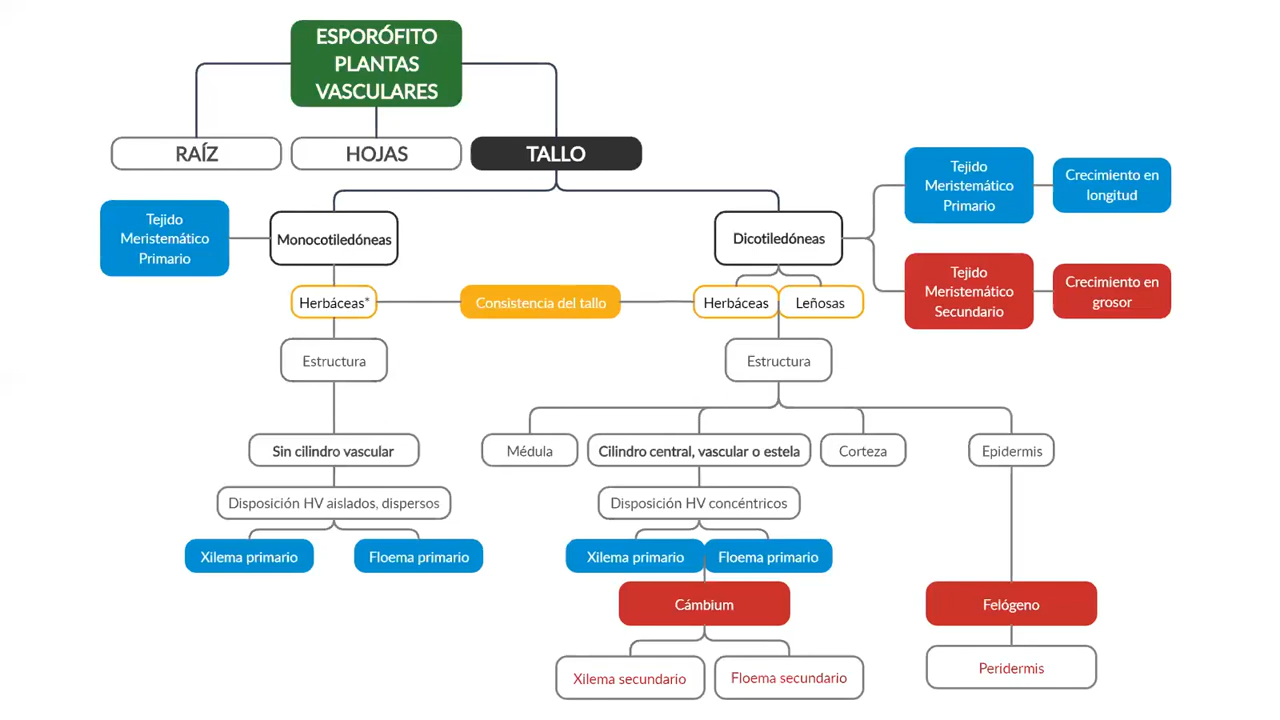 ESPORÓFITO
PLANTAS
VASCULARES
RAÍZ
HOJAS
TALLO
Tejido
Meristemático
Primario
Monocotiledóneas
Dicotiledóneas
Tejido
Meristemático
Primario
Crecimiento en
longitud
Tejido
Meristemático
Secundario
Crecimiento en
grosor
Herbáceas*
Consistencia del tallo
Herbáceas
Leñosas
Estructura
Estructura
Sin cilindro vascular
Médula
Cilindro central, vascular o estela
Corteza
Epidermis
Disposición HV aislados, dispersos
Disposición HV concéntricos
Xilema primario
Floema primario
Xilema primario
Floema primario
Cámbium
Felógeno
Xilema secundario
Floema secundario
Peridermis